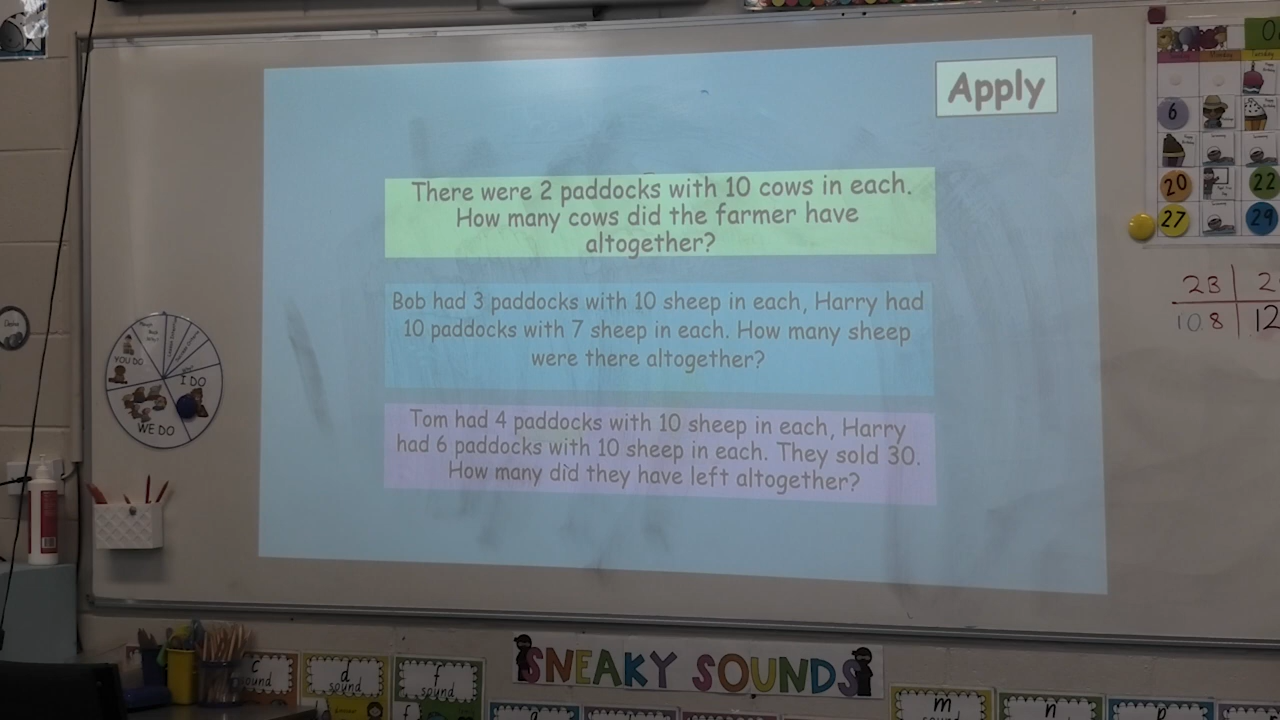 Apply
There were 2 paddocks with 10 cows in each.
How many cows did the farmer have
altogether?
Bob had 3 paddocks with 10 sheep in each, Harry had
10 paddocks with 7 sheep in each. How many sheep
were there altogether?
Tom had 4 paddocks with 10 sheep in each, Harry
had 6 paddocks with 10 sheep in each. They sold 30.
How many did they have left altogether?
YOU DO
I DO
WE DO
6
20
22
27
29
28
10 8
12
SNEAKY SOUNDS
c
sound
d
sound
f
sound
m
n
p